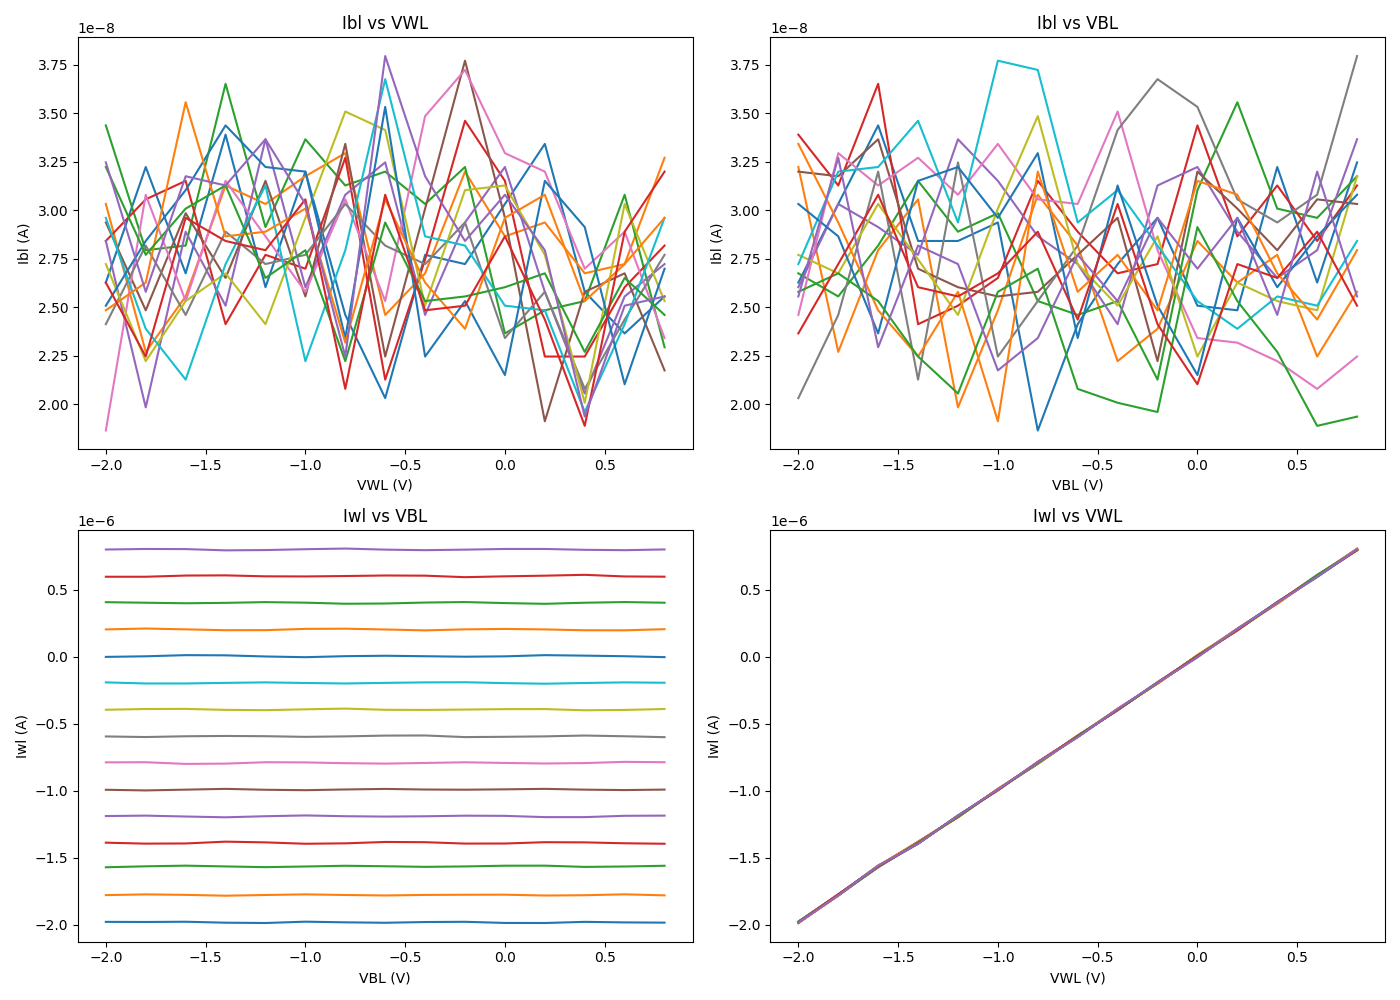 Ibl vs VWL
1e−8
Ibl (A)
3.75
3.50
3.25
3.00
2.75
2.50
2.25
2.00
−2.0 −1.5 −1.0 −0.5 0.0 0.5
VWL (V)
Ibl vs VBL
1e−8
Ibl (A)
3.75
3.50
3.25
3.00
2.75
2.50
2.25
2.00
−2.0 −1.5 −1.0 −0.5 0.0 0.5
VBL (V)
Iwl vs VBL
1e−6
Iwl (A)
0.5
0.0
−0.5
−1.0
−1.5
−2.0
−2.0 −1.5 −1.0 −0.5 0.0 0.5
VBL (V)
Iwl vs VWL
1e−6
Iwl (A)
0.5
0.0
−0.5
−1.0
−1.5
−2.0
−2.0 −1.5 −1.0 −0.5 0.0 0.5
VWL (V)